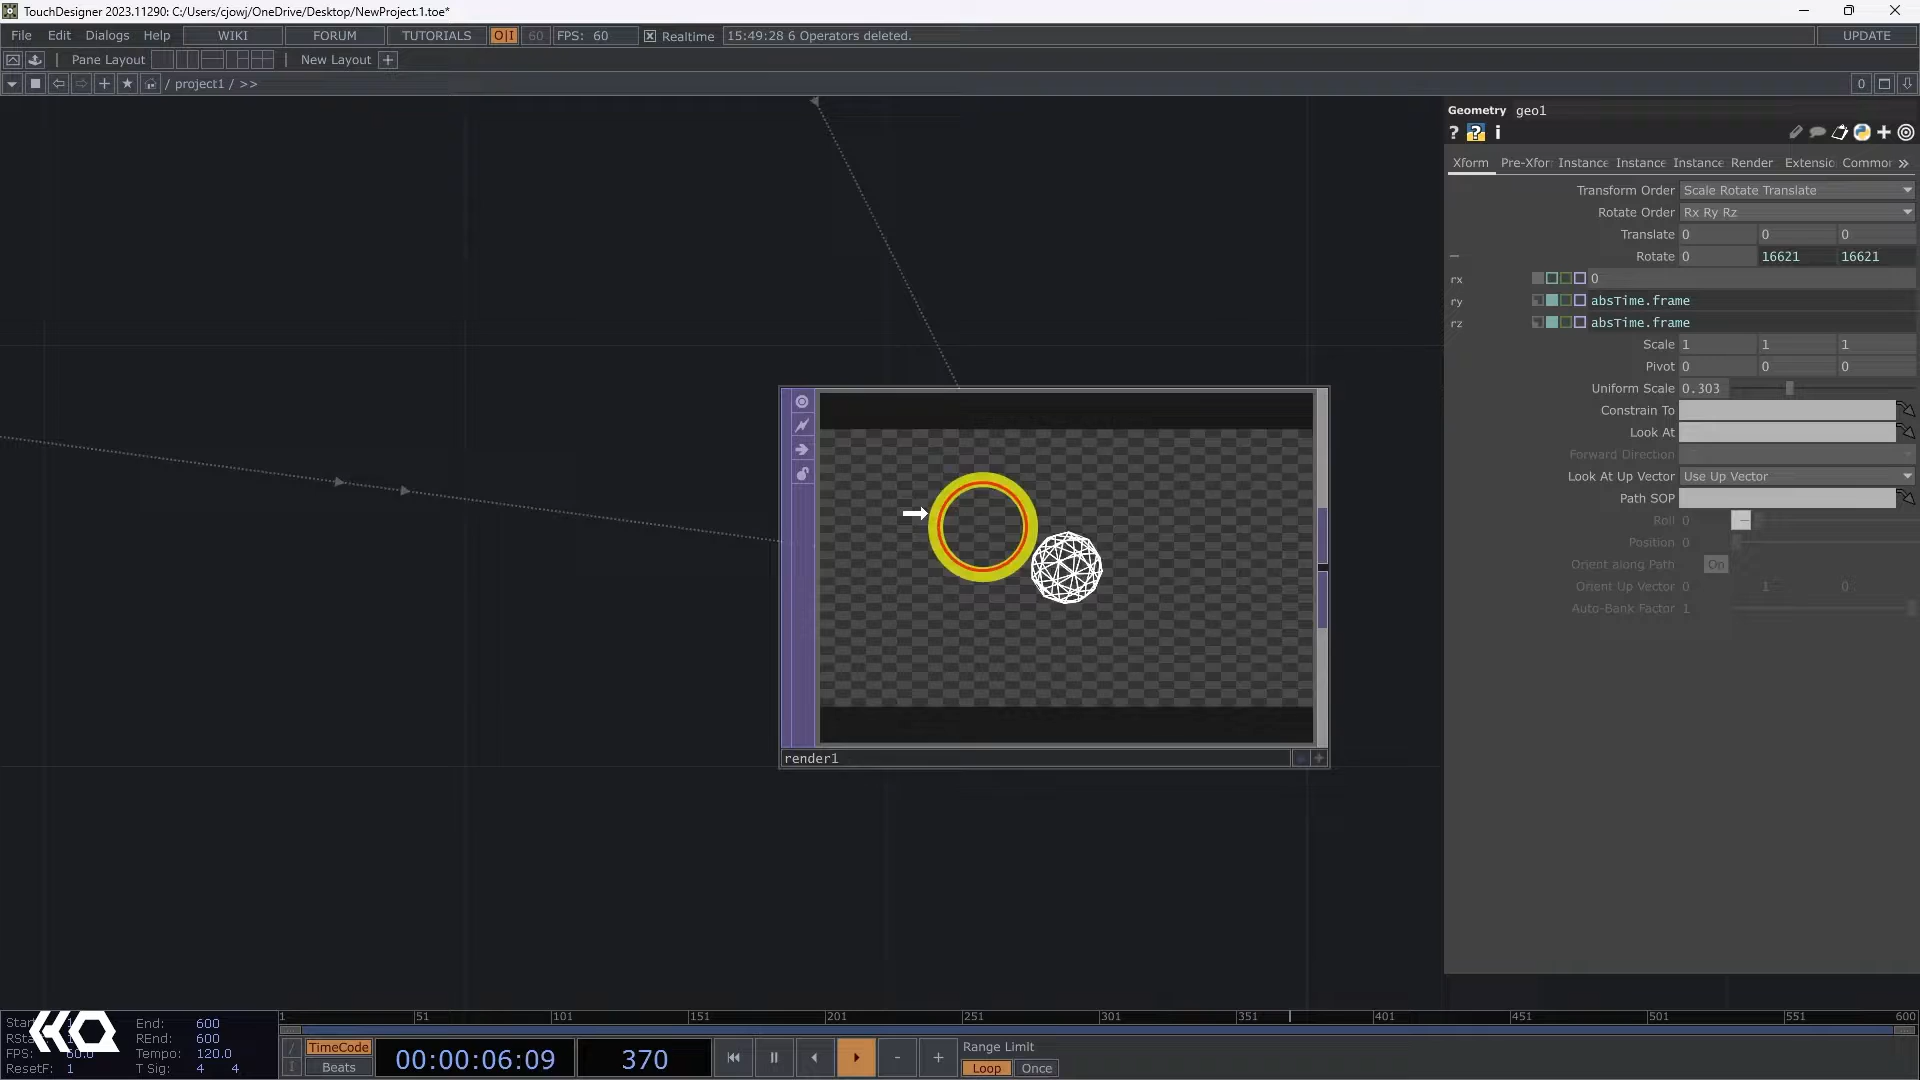 TouchDesigner 2023.11290: C:/Users/cjowj/OneDrive/Desktop/NewProject.1.toe*
File Edit Dialogs Help WIKI FORUM TUTORIALS O|I 60 FPS: 60 Realtime 15:49:28 6 Operators deleted. UPDATE
Pane Layout New Layout +
/ project1 / >> 0
Geometry geo1
? ? i
Xform Pre-Xfor Instance Instance Instance Render Extensio Commor »
Transform Order Scale Rotate Translate
Rotate Order Rx Ry Rz
Translate 0 0 0
Rotate 0 16621 16621
rx 0
ry absTime.frame
rz absTime.frame
Scale 1 1 1
Pivot 0 0 0
Uniform Scale 0.303
Constrain To
Look At
Forward Direction
Look At Up Vector Use Up Vector
Path SOP
Roll 0
Position 0
Orient along Path On
Orient Up Vector 0 1 0
Auto-Bank Factor 1
render1
1 51 101 151 201 251 301 351 401 451 501 551 600
End: 600
REnd: 600
FPS: 60.0 Tempo: 120.0
ResetF: 1 T Sig: 4 4
HQ
TimeCode
Beats
00:00:06:09 370
- +
Range Limit
Loop Once